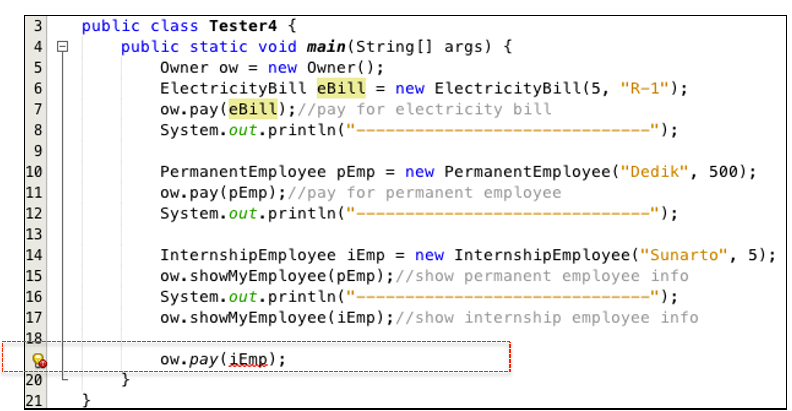 3 public class Tester4 {
4 public static void main(String[] args) {
5 Owner ow = new Owner();
6 ElectricityBill eBill = new ElectricityBill(5, "R-1");
7 ow.pay(eBill);//pay for electricity bill
8 System.out.println("------------------------------");
9
10 PermanentEmployee pEmp = new PermanentEmployee("Dedik", 500);
11 ow.pay(pEmp);//pay for permanent employee
12 System.out.println("------------------------------");
13
14 InternshipEmployee iEmp = new InternshipEmployee("Sunarto", 5);
15 ow.showMyEmployee(pEmp);//show permanent employee info
16 System.out.println("------------------------------");
17 ow.showMyEmployee(iEmp);//show internship employee info
18
ow.pay(iEmp);
20 }
21 }